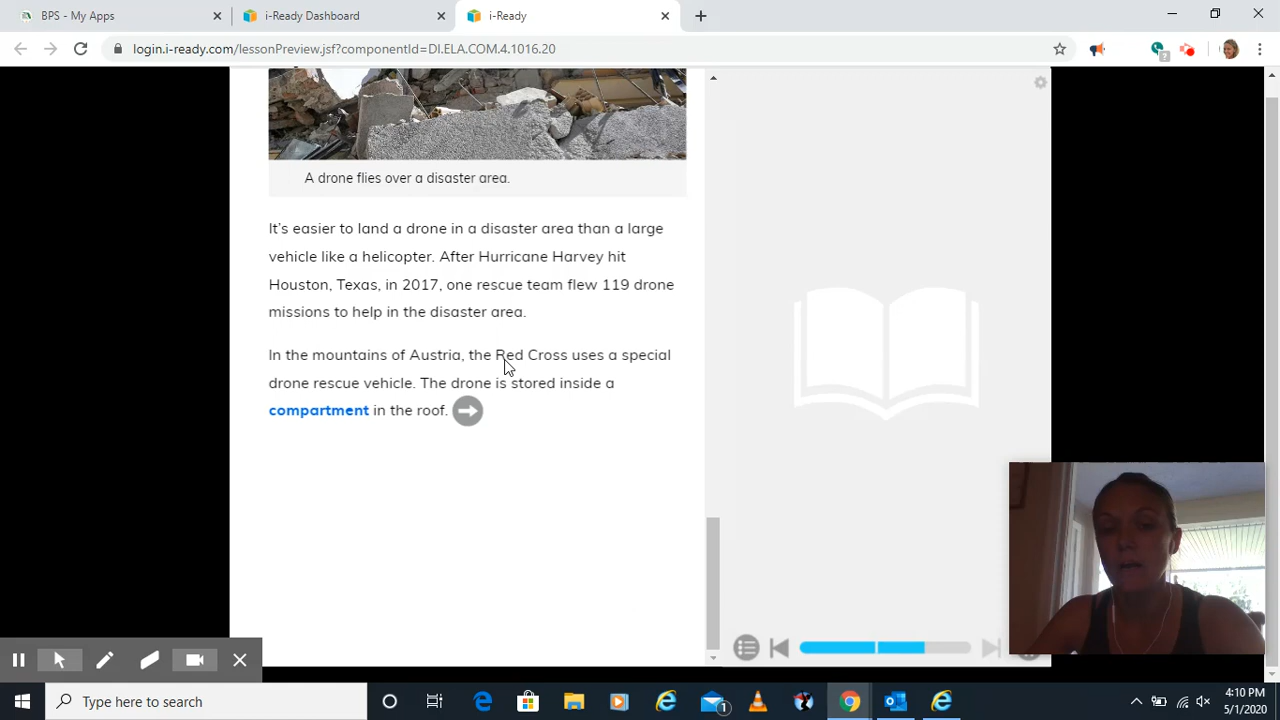 BPS - My Apps
i-Ready Dashboard
i-Ready
login.i-ready.com/lessonPreview.jsf?componentId=DI.ELA.COM.4.1016.20
A drone flies over a disaster area.
It's easier to land a drone in a disaster area than a large
vehicle like a helicopter. After Hurricane Harvey hit
Houston, Texas, in 2017, one rescue team flew 119 drone
missions to help in the disaster area.
In the mountains of Austria, the Red Cross uses a special
drone rescue vehicle. The drone is stored inside a
compartment in the roof.
Type here to search
1
4:10 PM
5/1/2020